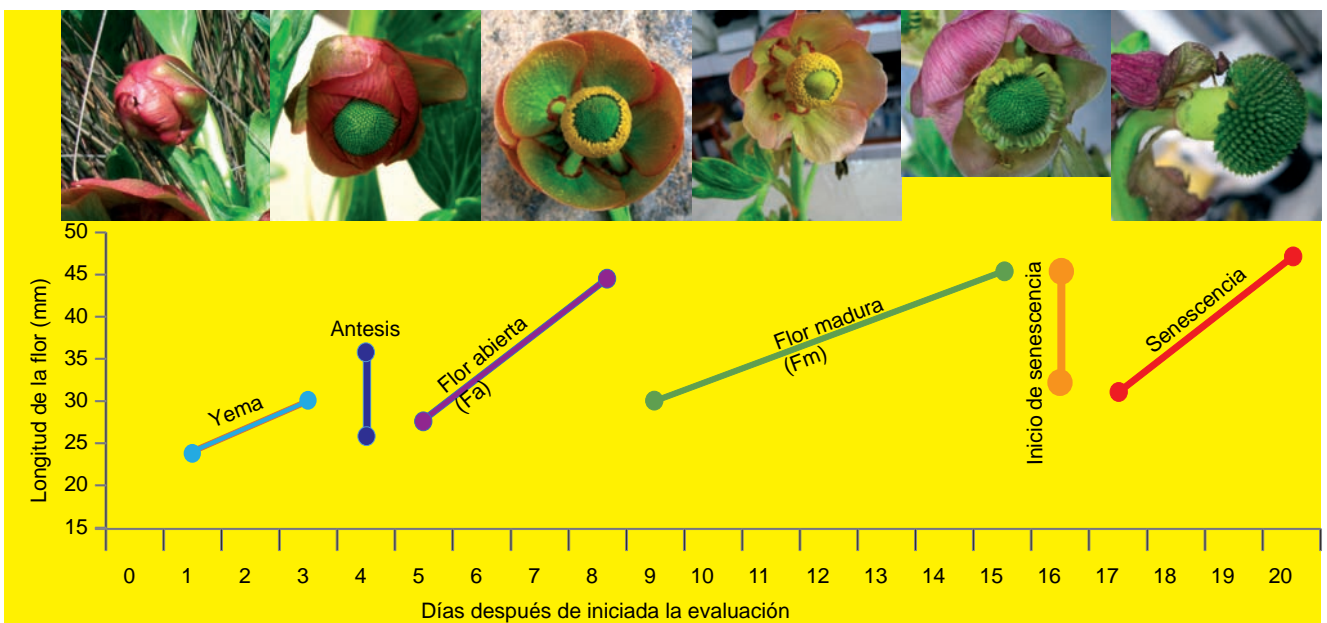 50
45
40
35
30
25
20
15
Longitud de la flor (mm)
Yema
Antesis
Flor abierta
(Fa)
Flor madura
(Fm)
Inicio de senescencia
Senescencia
0 1 2 3 4 5 6 7 8 9 10 11 12 13 14 15 16 17 18 19 20
Días después de iniciada la evaluación